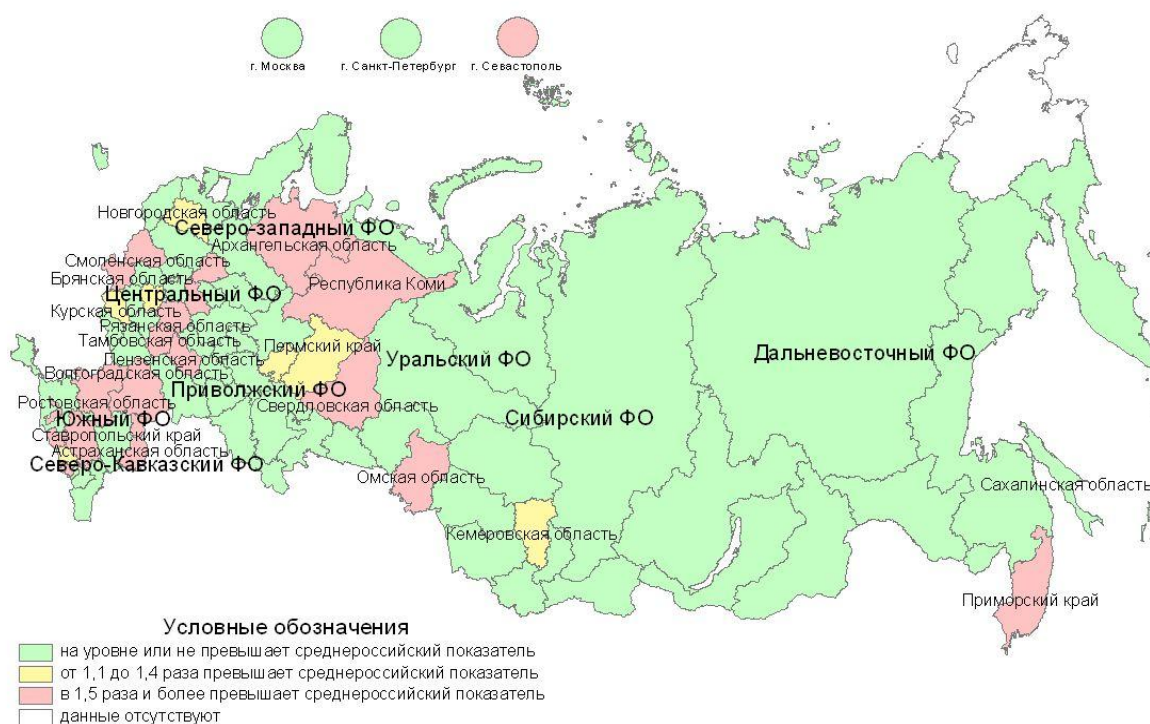 г. Москва
г. Санкт-Петербург
г. Севастополь
Новгородская область
Северо-западный ФО
Архангельская область
Смоленская область
Республика Коми
Брянская область
Центральный ФО
Курская область
Рязанская область
Тамбовская область
Пермский край
Пензенская область
Уральский ФО
Дальневосточный ФО
Волгоградская область
Приволжский ФО
Ростовская область
Свердловская область
Южный ФО
Сибирский ФО
Ставропольский край
Астраханская область
Северо-Кавказский ФО
Омская область
Сахалинская область
Кемеровская область
Приморский край
Условные обозначения
на уровне или не превышает среднероссийский показатель
от 1,1 до 1,4 раза превышает среднероссийский показатель
в 1,5 раза и более превышает среднероссийский показатель
данные отсутствуют